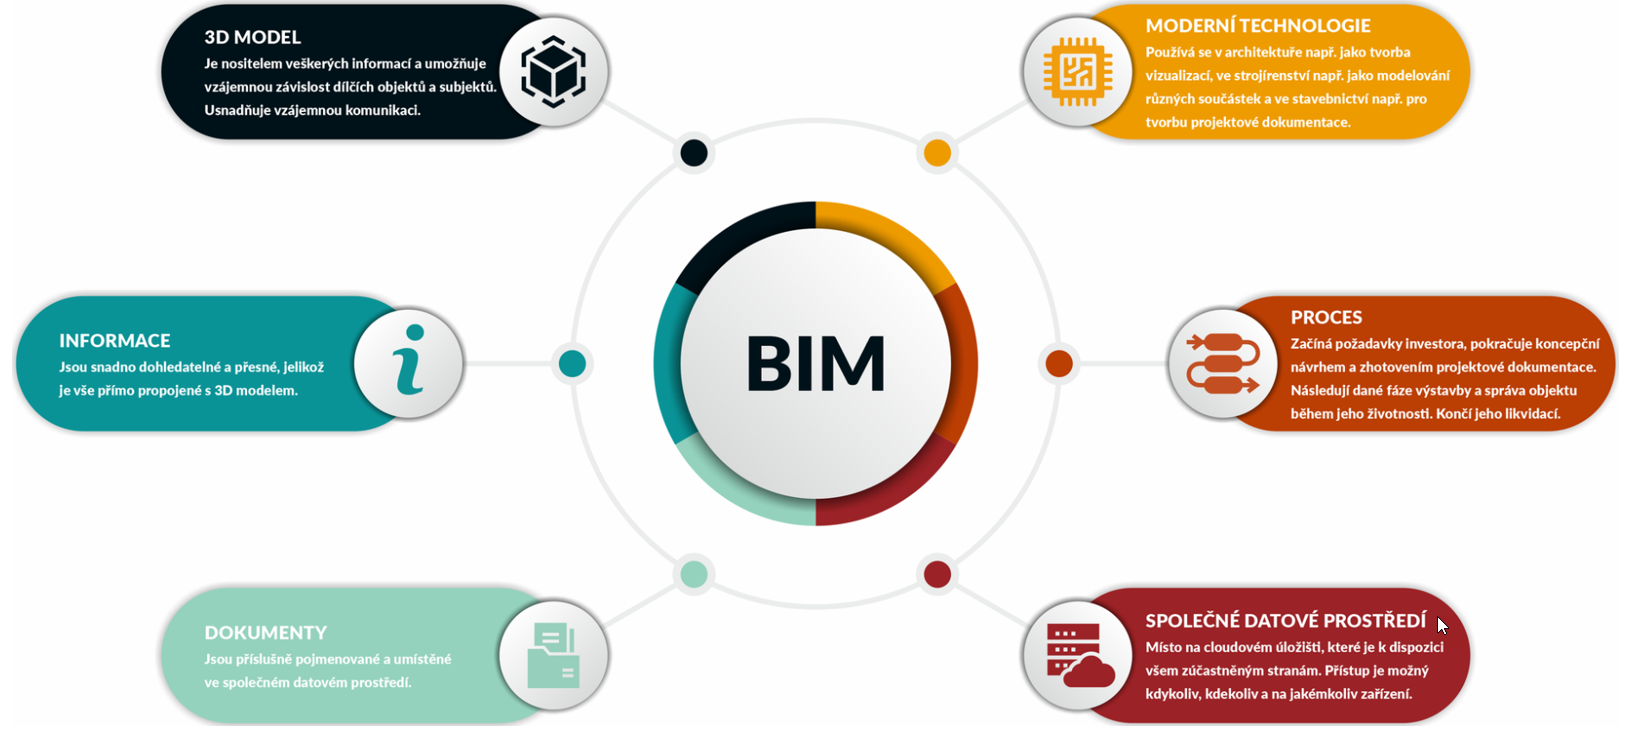 3D MODEL
Je nositelem veškerých informací a umožňuje
vzájemnou závislost dílčích objektů a subjektů.
Usnadňuje vzájemnou komunikaci.
MODERNÍ TECHNOLOGIE
Používá se v architektuře např. jako tvorba
vizualizací, ve strojírenství např. jako modelování
různých součástek a ve stavebnictví např. pro
tvorbu projektové dokumentace.
INFORMACE
Jsou snadno dohledatelné a přesné, jelikož
je vše přímo propojené s 3D modelem.
BIM
PROCES
Začíná požadavky investora, pokračuje koncepční
návrhem a zhotovením projektové dokumentace.
Následují dané fáze výstavby a správa objektu
během jeho životnosti. Končí jeho likvidací.
DOKUMENTY
Jsou příslušně pojmenované a umístěné
ve společném datovém prostředí.
SPOLEČNÉ DATOVÉ PROSTŘEDÍ
Místo na cloudovém úložišti, které je k dispozici
všem zúčastněným stranám. Přístup je možný
kdykoliv, kdekoliv a na jakémkoliv zařízení.